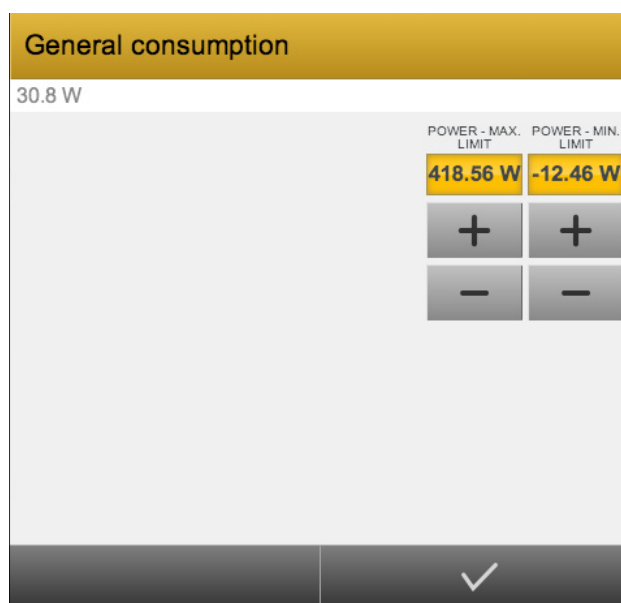 General consumption
30.8 W
POWER - MAX. LIMIT
POWER - MIN. LIMIT
418.56 W
-12.46 W
+
+
−
−